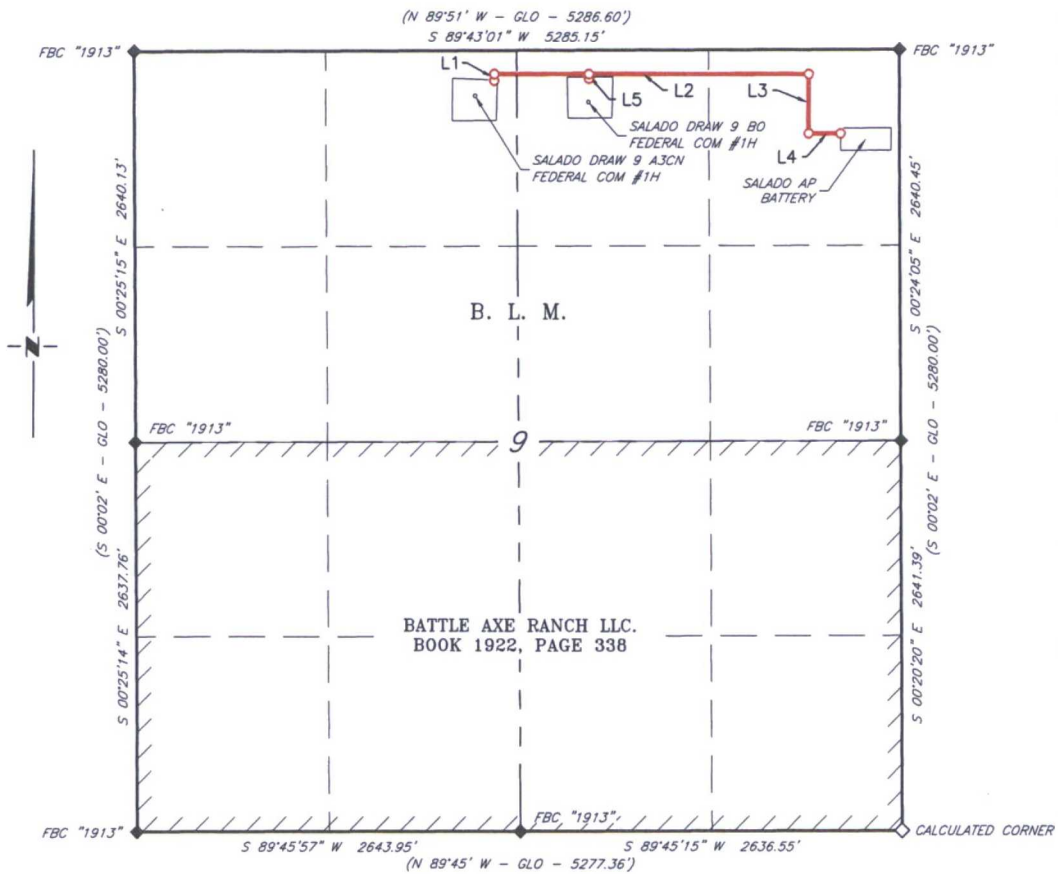 (N 89°51' W - GLO - 5286.60')
S 89°43'01" W 5285.15'
FBC "1913"
FBC "1913"
L1
L5
L2
L3
L4
SALADO DRAW 9 BO
FEDERAL COM #1H
SALADO DRAW 9 A3CN
FEDERAL COM #1H
SALADO AP
BATTERY
S 00°25'15" E 2640.13'
S 00°24'05" E 2640.45'
N
B. L. M.
(S 00°02' E - GLO - 5280.00')
(S 00°02' E - GLO - 5280.00')
FBC "1913"
FBC "1913"
9
S 00°25'14" E 2637.76'
S 00°20'20" E 2641.39'
BATTLE AXE RANCH LLC.
BOOK 1922, PAGE 338
FBC "1913"
FBC "1913"
CALCULATED CORNER
S 89°45'57" W 2643.95'
S 89°45'15" W 2636.55'
(N 89°45' W - GLO - 5277.36')